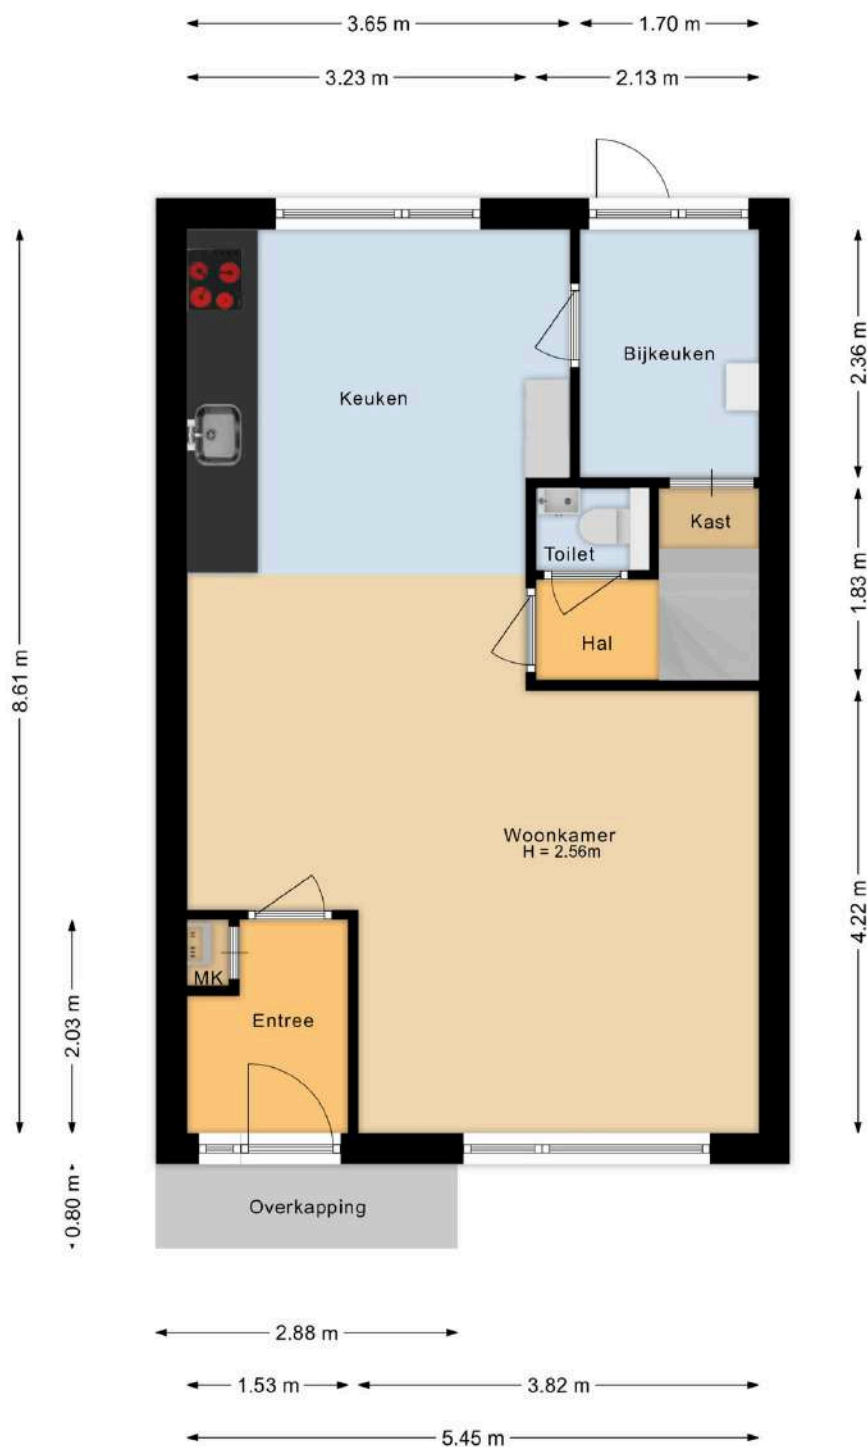 3.65 m
1.70 m
3.23 m
2.13 m
Keuken
Bijkeuken
2.36 m
Kast
Toilet
1.83 m
Hal
8.61 m
Woonkamer
H = 2.56m
4.22 m
MK
Entree
2.03 m
0.80 m
Overkapping
2.88 m
1.53 m
3.82 m
5.45 m